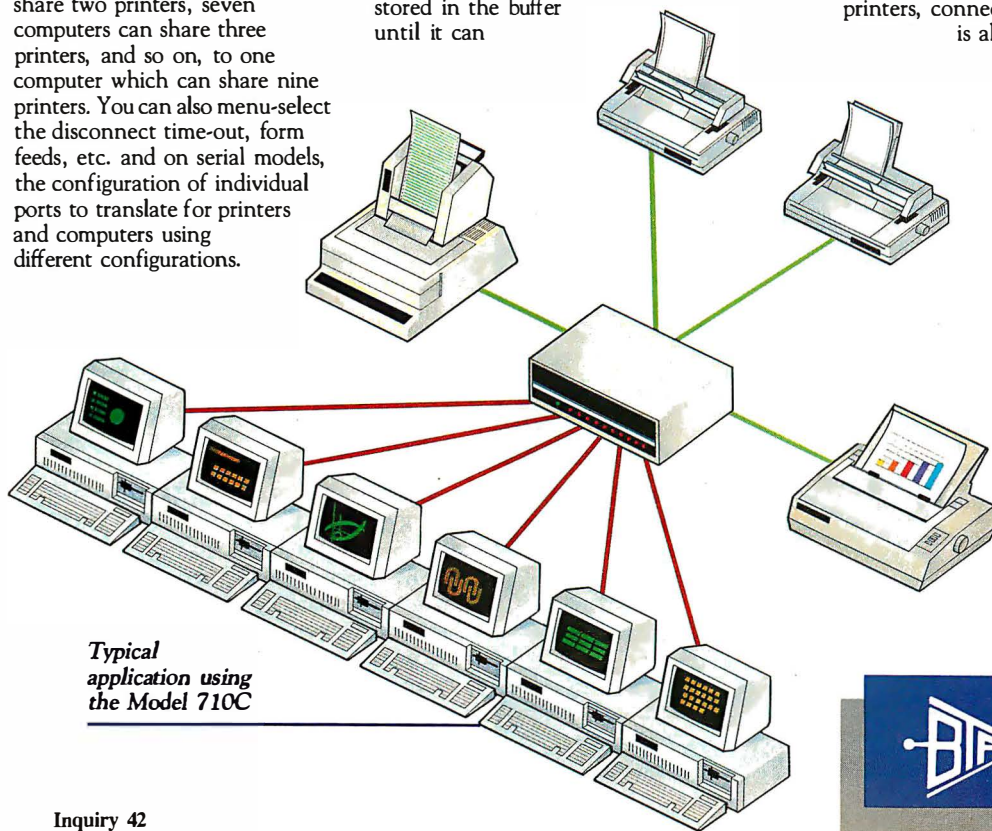 share two printers, seven
computers can share three
printers, and so on, to one
computer which can share nine
printers. You can also menu-select
the disconnect time-out, form
feeds, etc. and on serial models,
the configuration of individual
ports to translate for printers
and computers using
different configurations.
stored in the buffer
until it can
printers,
is
Typical
application using
the Model 710C
Inquiry 42